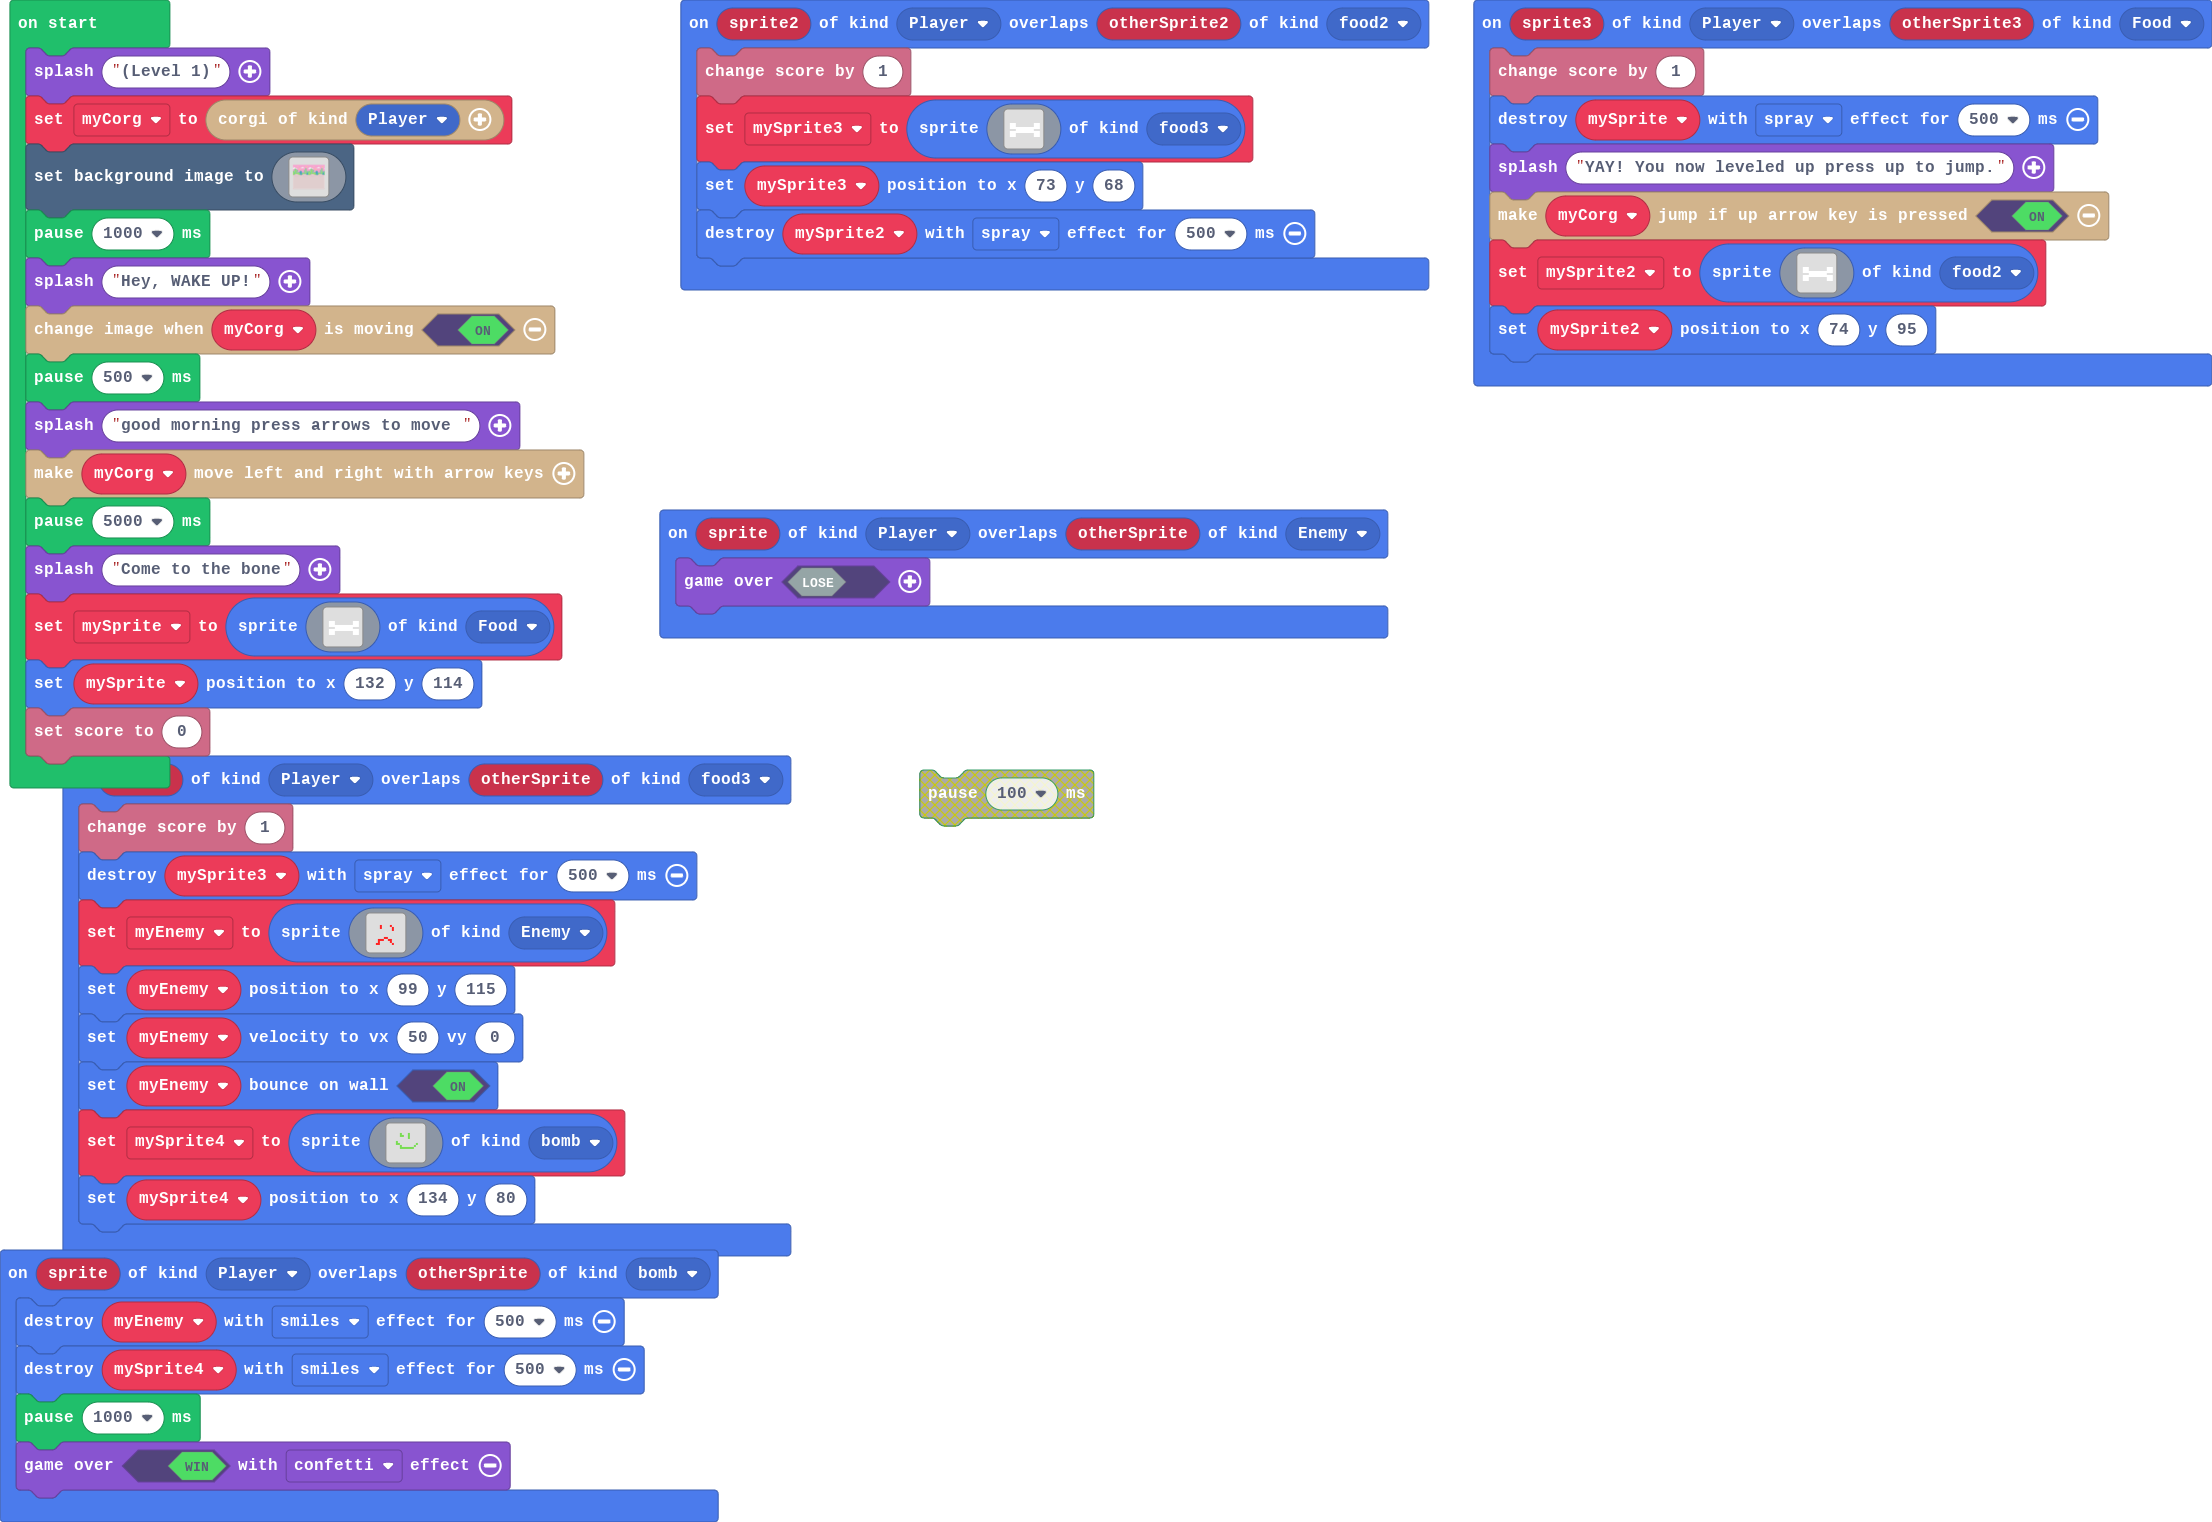 on start
splash "(Level 1)"
set myCorg to corgi of kind Player
set background image to
pause 1000 ms
splash "Hey, WAKE UP!"
change image when myCorg is moving ON
pause 500 ms
splash "good morning press arrows to move "
make myCorg move left and right with arrow keys
pause 5000 ms
splash "Come to the bone"
set mySprite to sprite of kind Food
set mySprite position to x 132 y 114
set score to 0
on sprite2 of kind Player overlaps otherSprite2 of kind food2
change score by 1
set mySprite3 to sprite of kind food3
set mySprite3 position to x 73 y 68
destroy mySprite2 with spray effect for 500 ms
on sprite3 of kind Player overlaps otherSprite3 of kind Food
change score by 1
destroy mySprite with spray effect for 500 ms
splash "YAY! You now leveled up press up to jump."
make myCorg jump if up arrow key is pressed ON
set mySprite2 to sprite of kind food2
set mySprite2 position to x 74 y 95
on sprite of kind Player overlaps otherSprite of kind Enemy
game over LOSE
of kind Player overlaps otherSprite of kind food3
change score by 1
destroy mySprite3 with spray effect for 500 ms
set myEnemy to sprite of kind Enemy
set myEnemy position to x 99 y 115
set myEnemy velocity to vx 50 vy 0
set myEnemy bounce on wall ON
set mySprite4 to sprite of kind bomb
set mySprite4 position to x 134 y 80
pause 100 ms
on sprite of kind Player overlaps otherSprite of kind bomb
destroy myEnemy with smiles effect for 500 ms
destroy mySprite4 with smiles effect for 500 ms
pause 1000 ms
game over WIN with confetti effect